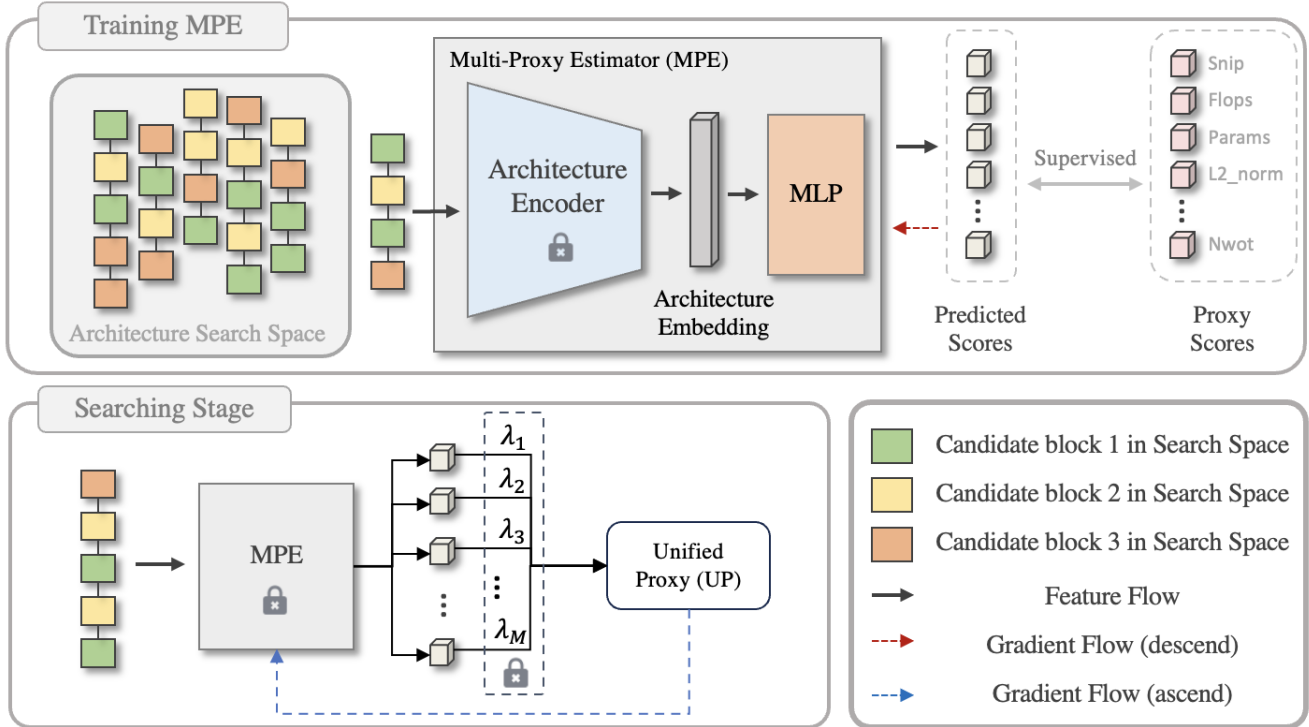 Training MPE
Architecture Search Space
Multi-Proxy Estimator (MPE)
Architecture
Encoder
Architecture
Embedding
MLP
Predicted
Scores
Supervised
Snip
Flops
Params
L2_norm
Nwot
Proxy
Scores
Searching Stage
MPE
λ1
λ2
λ3
λM
Unified
Proxy (UP)
Candidate block 1 in Search Space
Candidate block 2 in Search Space
Candidate block 3 in Search Space
Feature Flow
Gradient Flow (descend)
Gradient Flow (ascend)